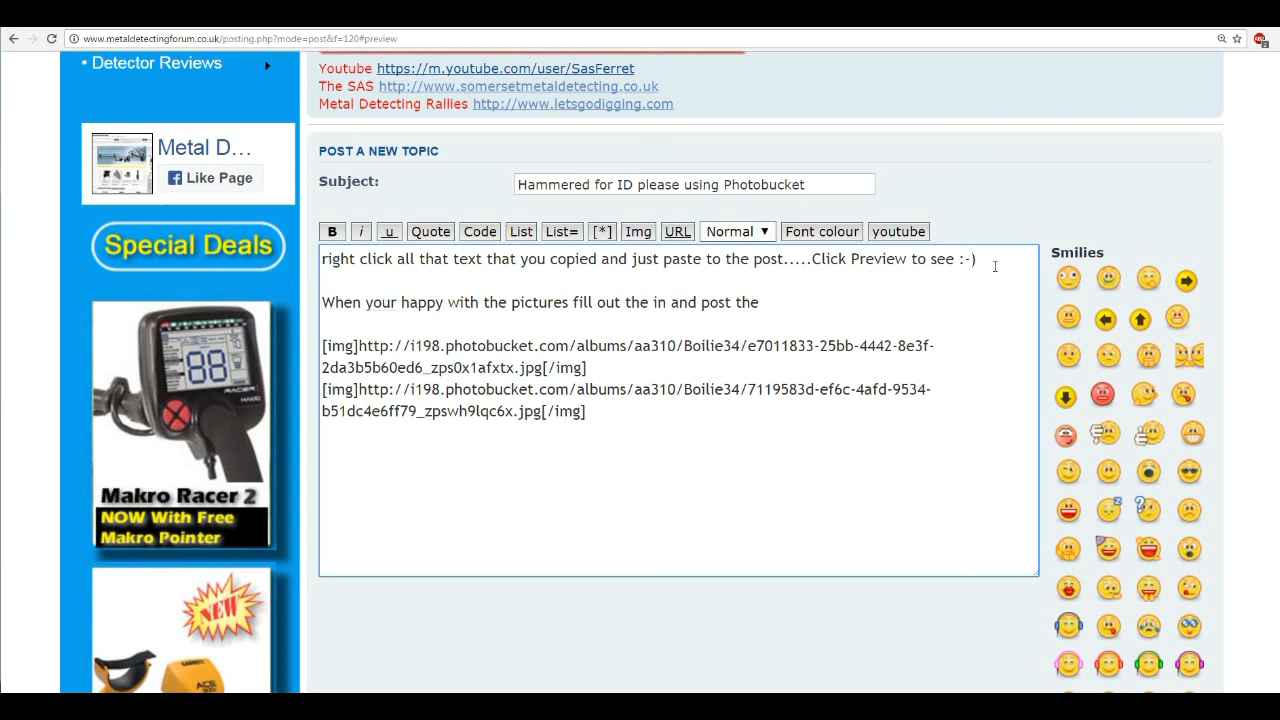 www.metaldetectingforum.co.uk/posting.php?mode=post&f=120#preview
• Detector Reviews
Metal D...
Like Page
Special Deals
88
RACER
MAKRO
Makro Racer 2
NOW With Free
Makro Pointer
NEW
ACE
Youtube https://m.youtube.com/user/SasFerret
The SAS http://www.somersetmetaldetecting.co.uk
Metal Detecting Rallies http://www.letsgodigging.com
POST A NEW TOPIC
Subject: Hammered for ID please using Photobucket
B i u Quote Code List List= [*] Img URL Normal ▼ Font colour youtube
right click all that text that you copied and just paste to the post.....Click Preview to see :-)
When your happy with the pictures fill out the in and post the
[img]http://i198.photobucket.com/albums/aa310/Boilie34/e7011833-25bb-4442-8e3f-
2da3b5b60ed6_zps0x1afxtx.jpg[/img]
[img]http://i198.photobucket.com/albums/aa310/Boilie34/7119583d-ef6c-4afd-9534-
b51dc4e6ff79_zpswh9lqc6x.jpg[/img]
Smilies